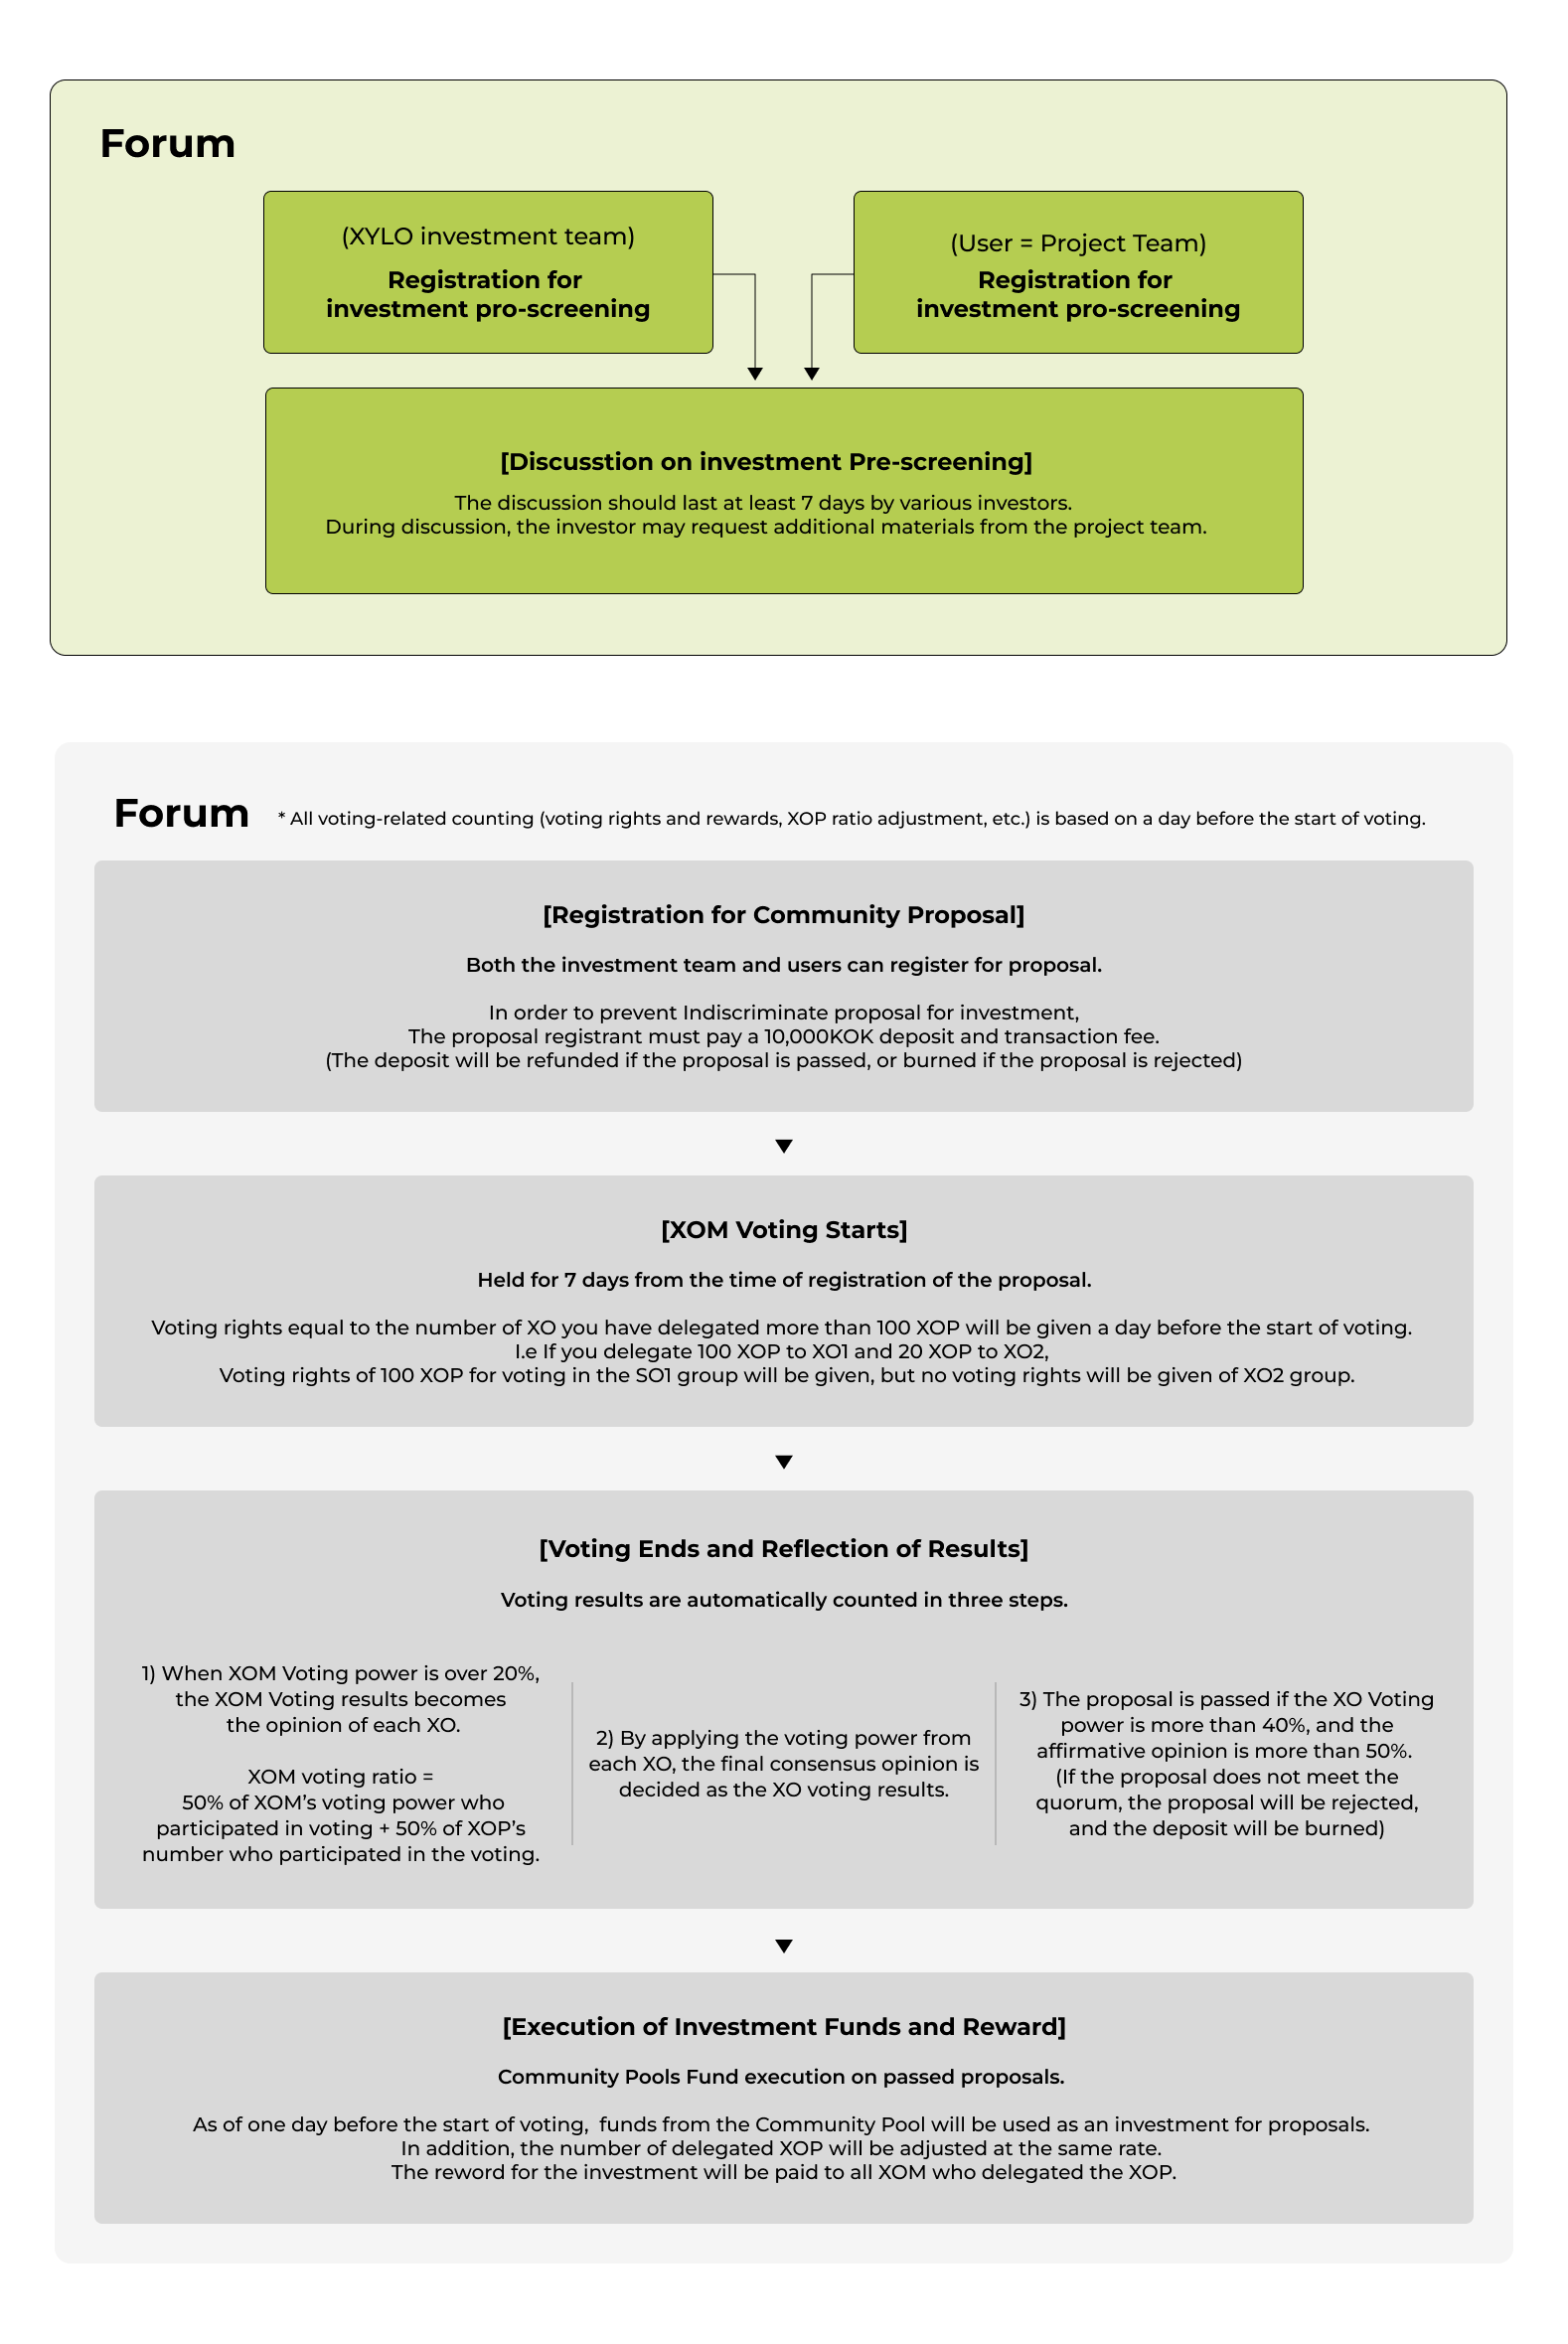 Forum
(XYLO investment team)
Registration for
investment pro-screening
(User = Project Team)
Registration for
investment pro-screening
[Discusstion on investment Pre-screening]
The discussion should last at least 7 days by various investors.
During discussion, the investor may request additional materials from the project team.
Forum
* All voting-related counting (voting rights and rewards, XOP ratio adjustment, etc.) is based on a day before the start of voting.
[Registration for Community Proposal]
Both the investment team and users can register for proposal.
In order to prevent Indiscriminate proposal for investment,
The proposal registrant must pay a 10,000KOK deposit and transaction fee.
(The deposit will be refunded if the proposal is passed, or burned if the proposal is rejected)
[XOM Voting Starts]
Held for 7 days from the time of registration of the proposal.
Voting rights equal to the number of XO you have delegated more than 100 XOP will be given a day before the start of voting.
I.e If you delegate 100 XOP to XO1 and 20 XOP to XO2,
Voting rights of 100 XOP for voting in the SO1 group will be given, but no voting rights will be given of XO2 group.
[Voting Ends and Reflection of Results]
Voting results are automatically counted in three steps.
1) When XOM Voting power is over 20%,
the XOM Voting results becomes
the opinion of each XO.
XOM voting ratio =
50% of XOM's voting power who
participated in voting + 50% of XOP's
number who participated in the voting.
2) By applying the voting power from
each XO, the final consensus opinion is
decided as the XO voting results.
3) The proposal is passed if the XO Voting
power is more than 40%, and the
affirmative opinion is more than 50%.
(If the proposal does not meet the
quorum, the proposal will be rejected,
and the deposit will be burned)
[Execution of Investment Funds and Reward]
Community Pools Fund execution on passed proposals.
As of one day before the start of voting,  funds from the Community Pool will be used as an investment for proposals.
In addition, the number of delegated XOP will be adjusted at the same rate.
The reword for the investment will be paid to all XOM who delegated the XOP.